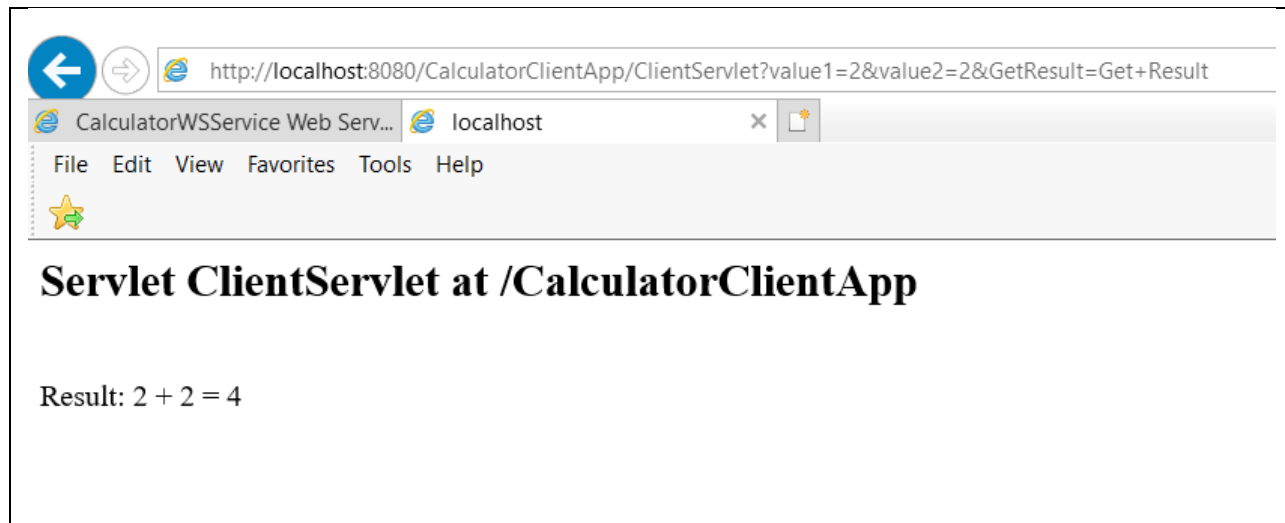 http://localhost:8080/CalculatorClientApp/ClientServlet?value1=2&value2=2&GetResult=Get+Result
CalculatorWSService Web Serv... localhost
File Edit View Favorites Tools Help
Servlet ClientServlet at /CalculatorClientApp
Result: 2 + 2 = 4